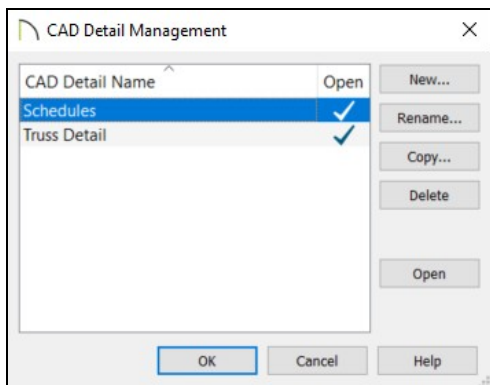 CAD Detail Management
CAD Detail Name Open
Schedules
Truss Detail
New...
Rename...
Copy...
Delete
Open
OK Cancel Help